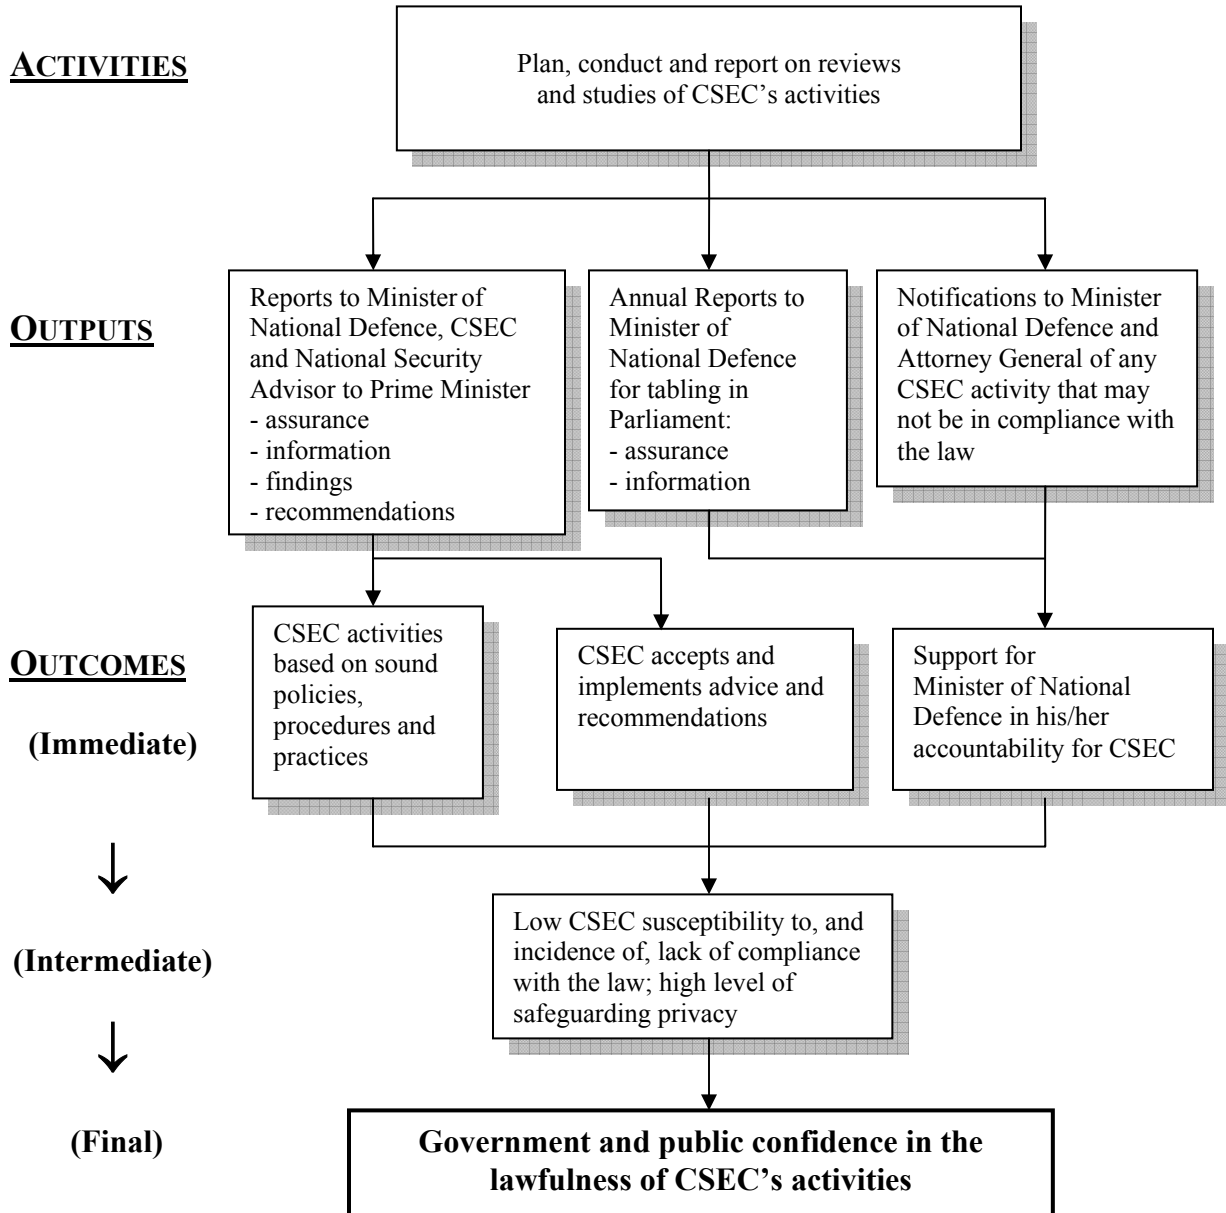 ACTIVITIES
Plan, conduct and report on reviews
and studies of CSEC’s activities
OUTPUTS
Reports to Minister of
National Defence, CSEC
and National Security
Advisor to Prime Minister
- assurance
- information
- findings
- recommendations
Annual Reports to
Minister of
National Defence
for tabling in
Parliament:
- assurance
- information
Notifications to Minister
of National Defence and
Attorney General of any
CSEC activity that may
not be in compliance with
the law
OUTCOMES
(Immediate)
CSEC activities
based on sound
policies,
procedures and
practices
CSEC accepts and
implements advice and
recommendations
Support for
Minister of National
Defence in his/her
accountability for CSEC
(Intermediate)
Low CSEC susceptibility to, and
incidence of, lack of compliance
with the law; high level of
safeguarding privacy
(Final)
Government and public confidence in the
lawfulness of CSEC’s activities